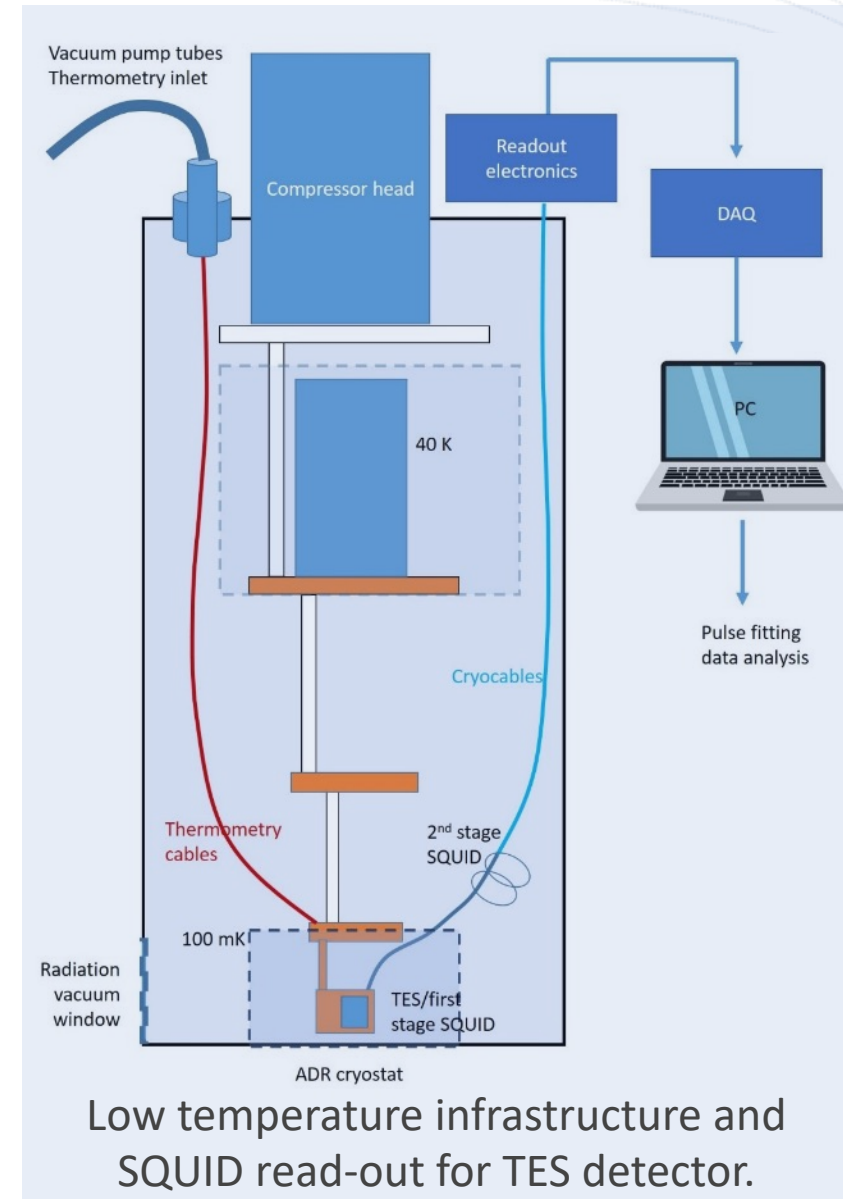 Vacuum pump tubes
Thermometry inlet
Compressor head
Readout
electronics
DAQ
PC
40 K
Pulse fitting
data analysis
Cryocables
Thermometry
cables
2nd stage
SQUID
100 mK
Radiation
vacuum
window
TES/first
stage SQUID
ADR cryostat
Low temperature infrastructure and
SQUID read-out for TES detector.